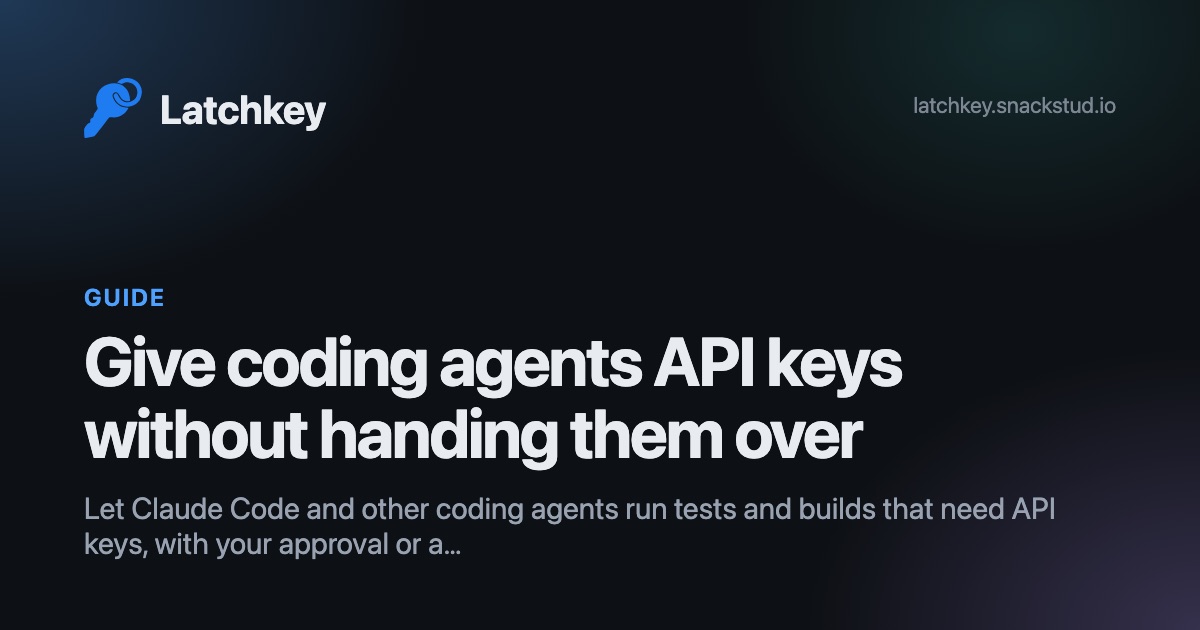 Latchkey
latchkey.snackstud.io
GUIDE
Give coding agents API keys
without handing them over
Let Claude Code and other coding agents run tests and builds that need API
keys, with your approval or a...